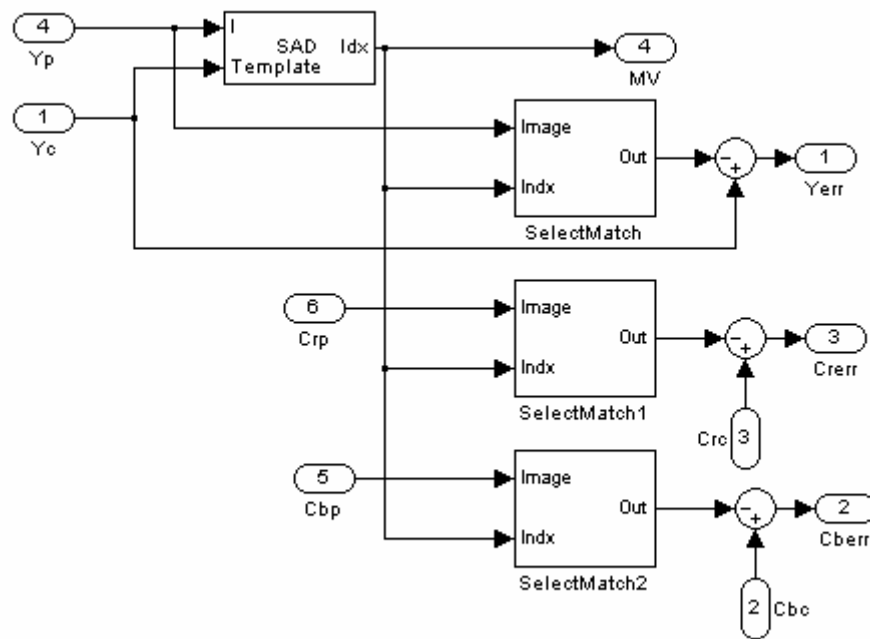 4
Yp
1
Yc
I
SAD
Idx
Template
4
MV
Image
Out
Indx
SelectMatch
-
+
1
Yerr
6
Crp
Image
Out
Indx
SelectMatch1
-
+
3
Crerr
Crc
3
5
Cbp
Image
Out
Indx
SelectMatch2
-
+
2
Cberr
2
Cbc